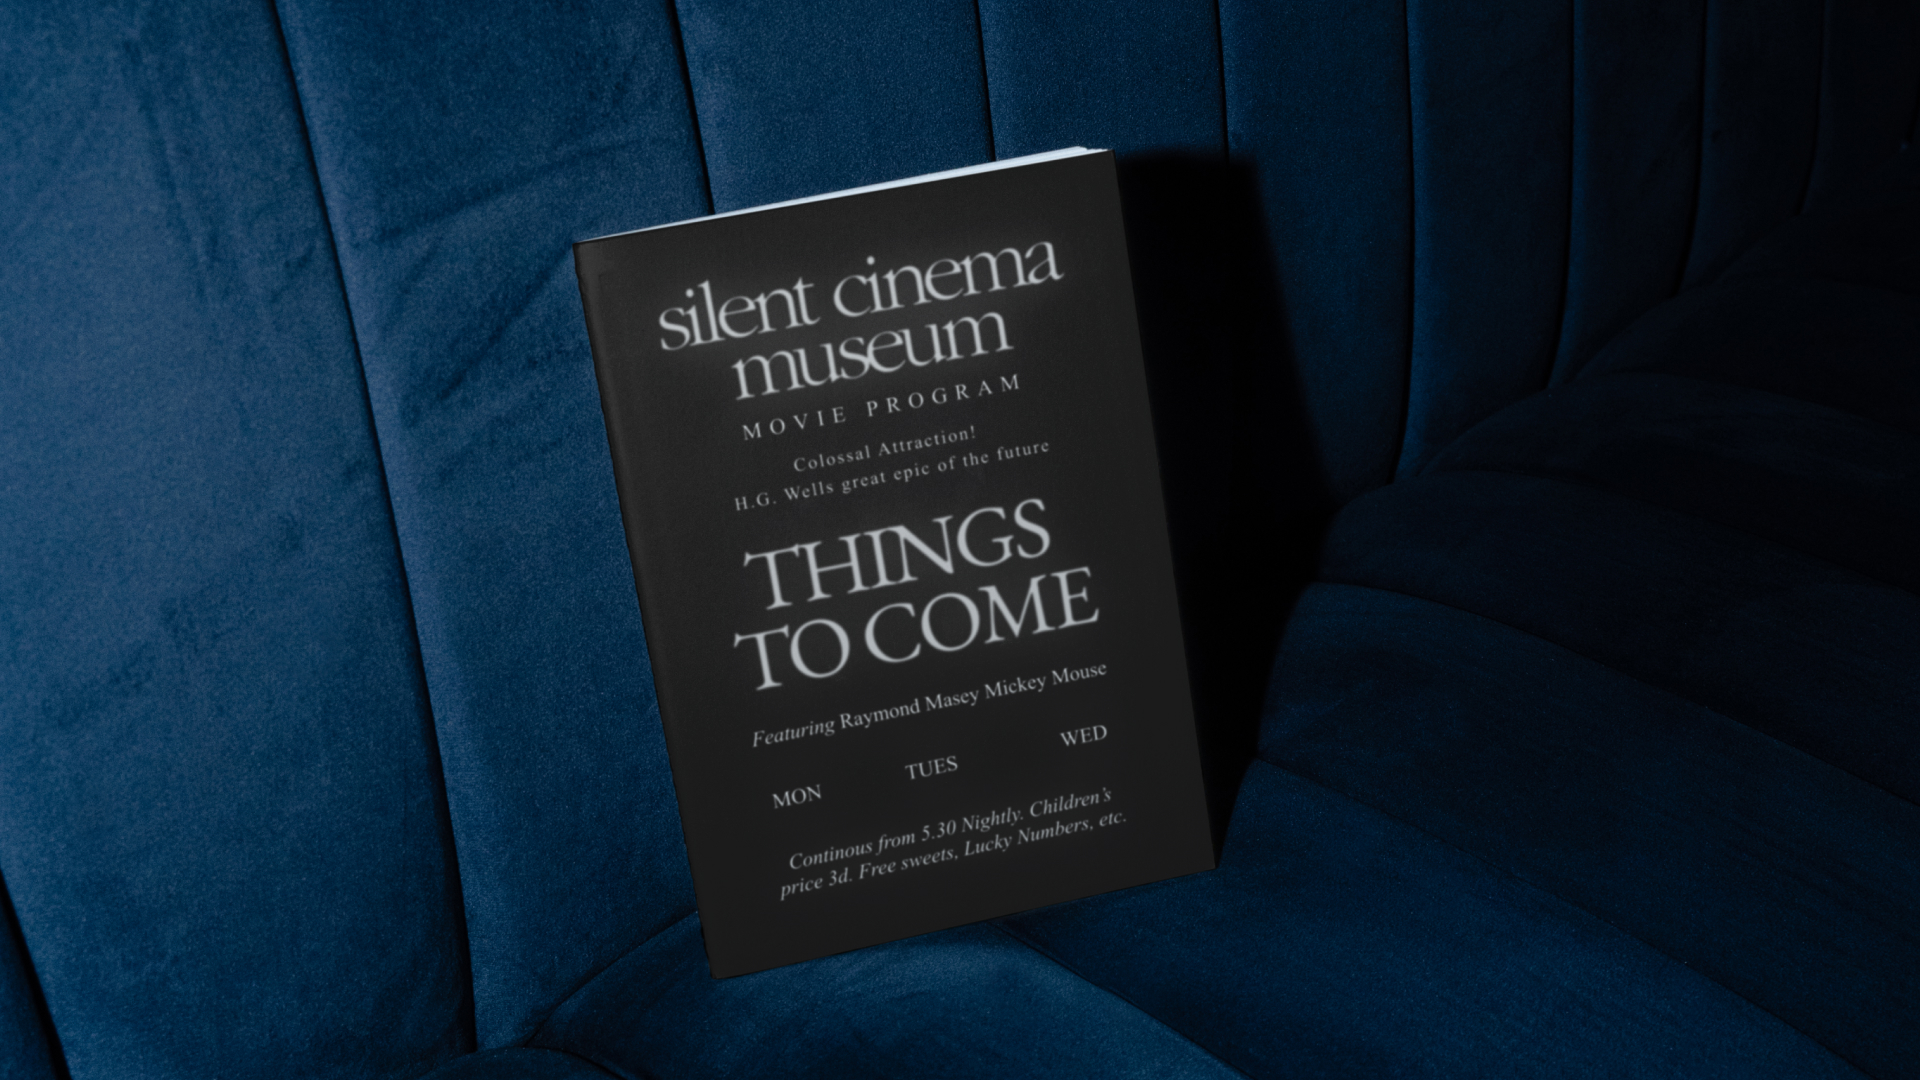 silent cinema
museum
MOVIE PROGRAM
Colossal Attraction!
H.G. Wells great epic of the future
THINGS
TO COME
Featuring Raymond Masey Mickey Mouse
MON TUES WED
Continous from 5.30 Nightly. Children's
price 3d. Free sweets, Lucky Numbers, etc.